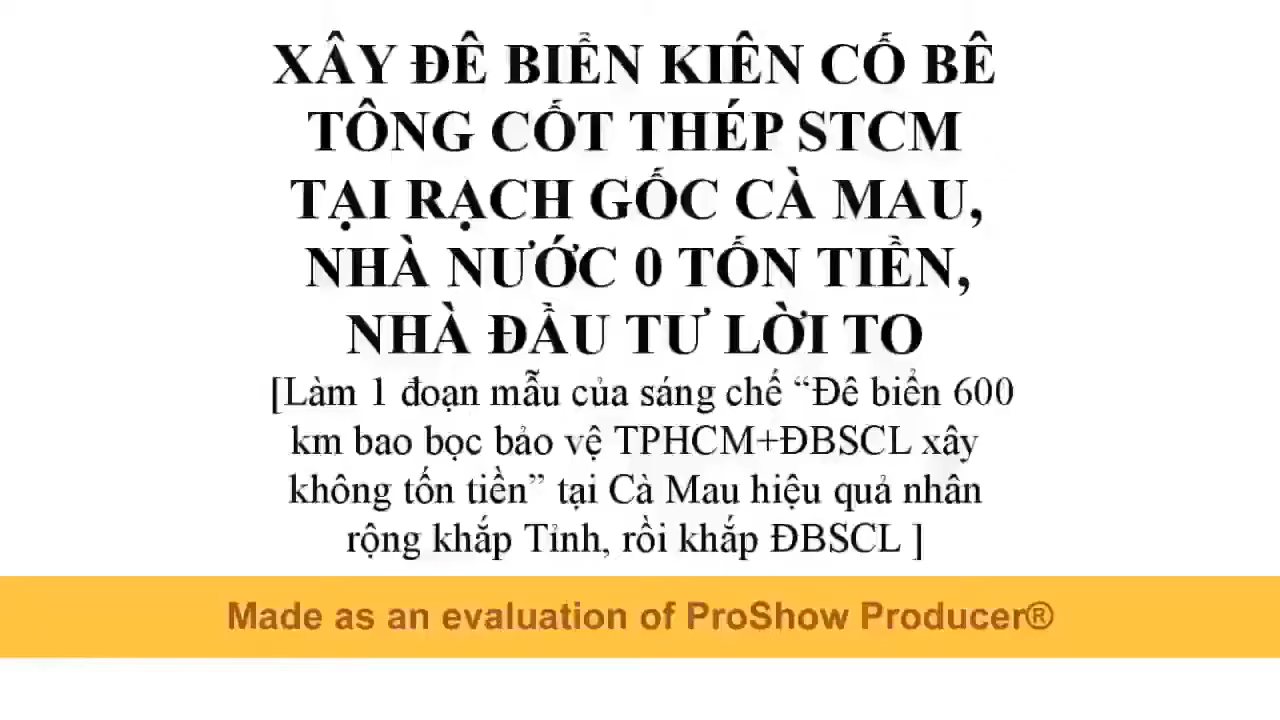 XÂY ĐÊ BIỂN KIÊN CỐ BÊ
TÔNG CỐT THÉP STCM
TẠI RẠCH GỐC CÀ MAU,
NHÀ NƯỚC 0 TỐN TIỀN,
NHÀ ĐẦU TƯ LỜI TO
[Làm 1 đoạn mẫu của sáng chế “Đê biển 600
km bao bọc bảo vệ TPHCM+ĐBSCL xây
không tốn tiền” tại Cà Mau hiệu quả nhân
rộng khắp Tỉnh, rồi khắp ĐBSCL ]
Made as an evaluation of ProShow Producer®